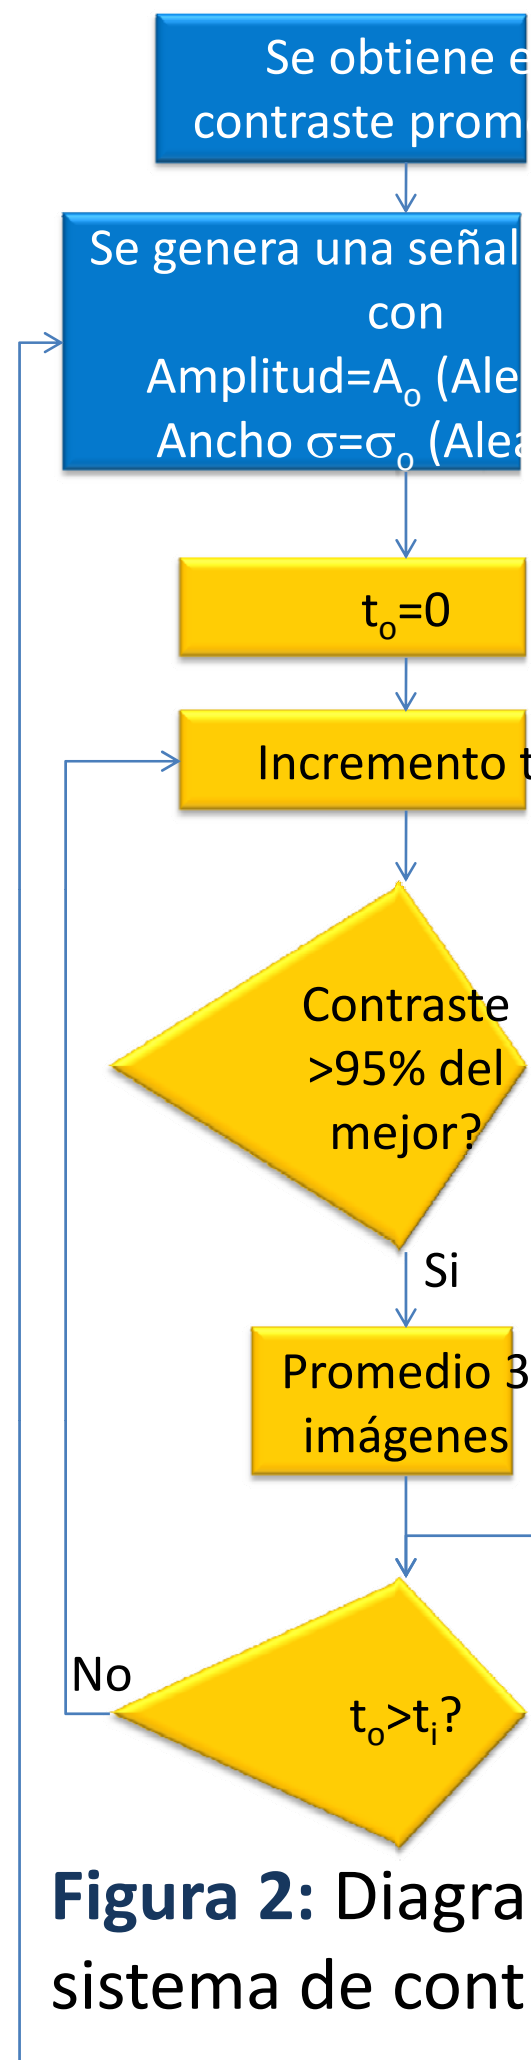 Se obtiene e
contraste prom
Se genera una señal
con
Amplitud=Aₒ (Ale
Ancho σ=σₒ (Alea
tₒ=0
Incremento t
Contraste
>95% del
mejor?
Si
Promedio 3
imágenes
No
tₒ>tᵢ?
Figura 2: Diagra
sistema de cont